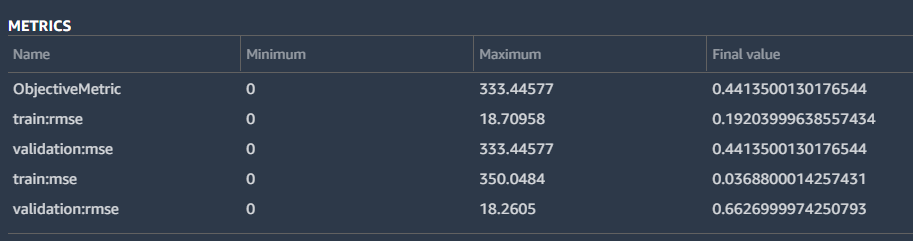 METRICS
Name Minimum Maximum Final value
ObjectiveMetric 0 333.44577 0.4413500130176544
train:rmse 0 18.70958 0.19203999638557434
validation:mse 0 333.44577 0.4413500130176544
train:mse 0 350.0484 0.0368800014257431
validation:rmse 0 18.2605 0.6626999974250793